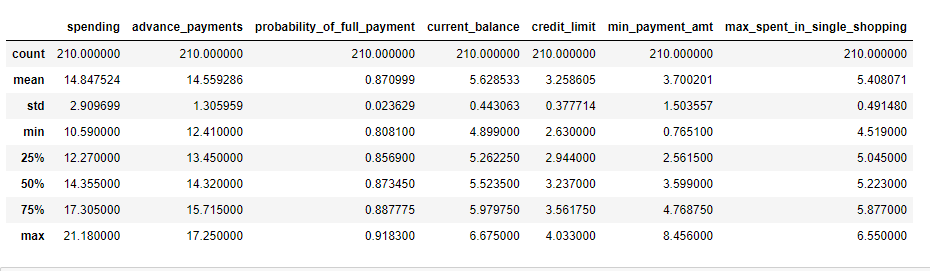 spending advance_payments probability_of_full_payment current_balance credit_limit min_payment_amt max_spent_in_single_shopping
count 210.000000 210.000000 210.000000 210.000000 210.000000 210.000000 210.000000
mean 14.847524 14.559286 0.870999 5.628533 3.258605 3.700201 5.408071
std 2.909699 1.305959 0.023629 0.443063 0.377714 1.503557 0.491480
min 10.590000 12.410000 0.808100 4.899000 2.630000 0.765100 4.519000
25% 12.270000 13.450000 0.856900 5.262250 2.944000 2.561500 5.045000
50% 14.355000 14.320000 0.873450 5.523500 3.237000 3.599000 5.223000
75% 17.305000 15.715000 0.887775 5.979750 3.561750 4.768750 5.877000
max 21.180000 17.250000 0.918300 6.675000 4.033000 8.456000 6.550000